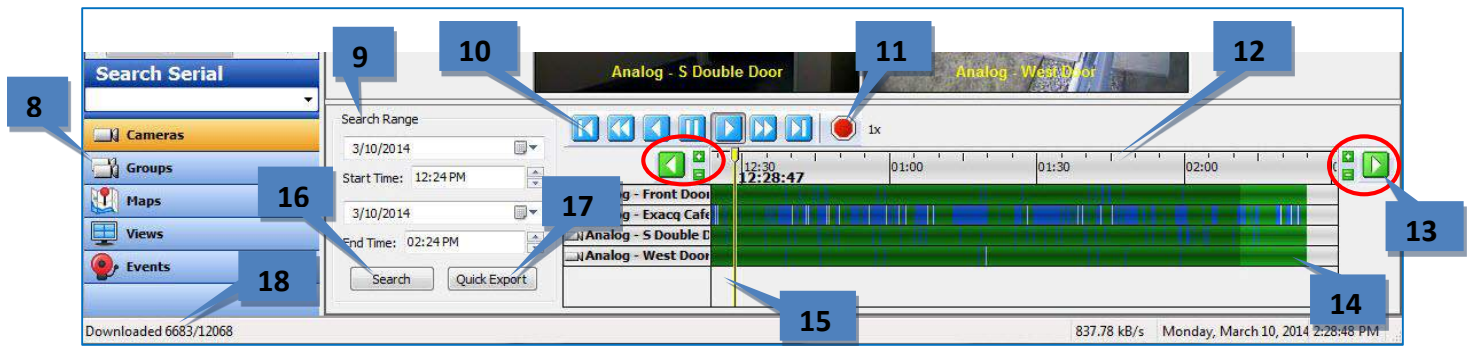 9
10
11
12
Search Serial
Analog - S Double Door
Analog - West Door
8
Cameras
Search Range
1x
Groups
3/10/2014
Start Time: 12:24 PM
12:30
01:00
01:30
02:00
12:28:47
Maps
16
17
og - Front Door
3/10/2014
og - Exacq Cafe
13
Views
End Time: 02:24 PM
Analog - S Double D
Events
Analog - West Door
18
Search
Quick Export
14
15
Downloaded 6683/12068
837.78 kB/s
Monday, March 10, 2014 2:28:48 PM